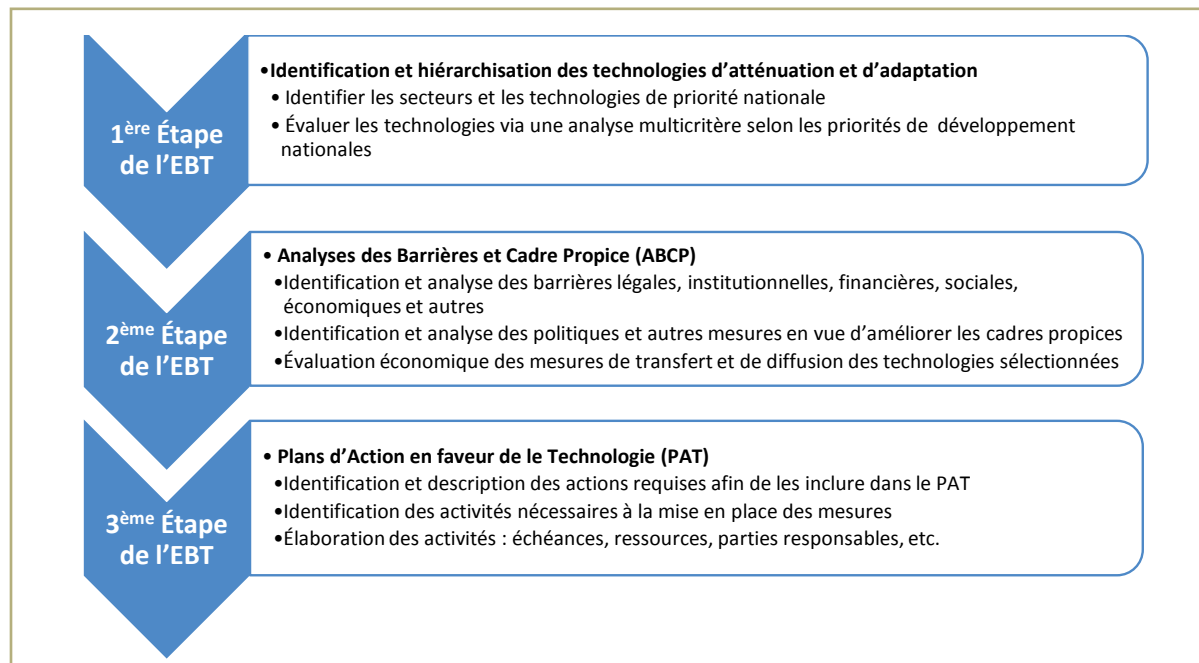 1ère Étape
de l’EBT
•Identification et hiérarchisation des technologies d’atténuation et d’adaptation
• Identifier les secteurs et les technologies de priorité nationale
• Évaluer les technologies via une analyse multicritère selon les priorités de développement
nationales
2ème Étape
de l’EBT
• Analyses des Barrières et Cadre Propice (ABCP)
•Identification et analyse des barrières légales, institutionnelles, financières, sociales,
économiques et autres
•Identification et analyse des politiques et autres mesures en vue d’améliorer les cadres propices
•Évaluation économique des mesures de transfert et de diffusion des technologies sélectionnées
3ème Étape
de l’EBT
• Plans d’Action en faveur de le Technologie (PAT)
•Identification et description des actions requises afin de les inclure dans le PAT
•Identification des activités nécessaires à la mise en place des mesures
•Élaboration des activités : échéances, ressources, parties responsables, etc.